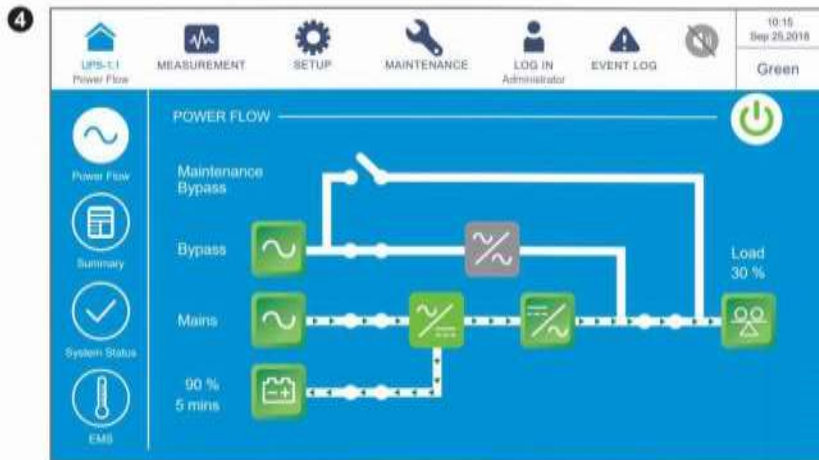 4
UPS-1.1
Power Flow
MEASUREMENT
SETUP
MAINTENANCE
LOG IN
Administrator
EVENT LOG
10:15
Sep 25,2018
Green
Power Flow
Summary
System Status
EMS
POWER FLOW
Maintenance
Bypass
Bypass
Mains
90 %
5 mins
Load
30 %